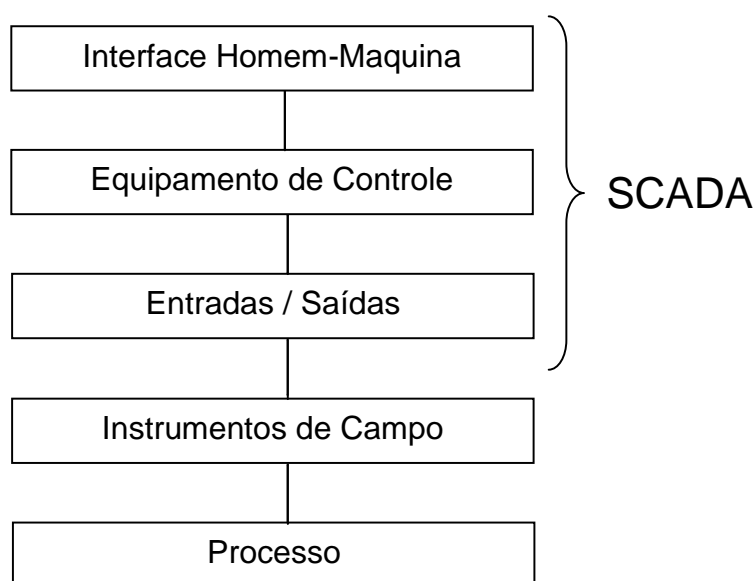 Interface Homem-Maquina
Equipamento de Controle
SCADA
Entradas / Saídas
Instrumentos de Campo
Processo